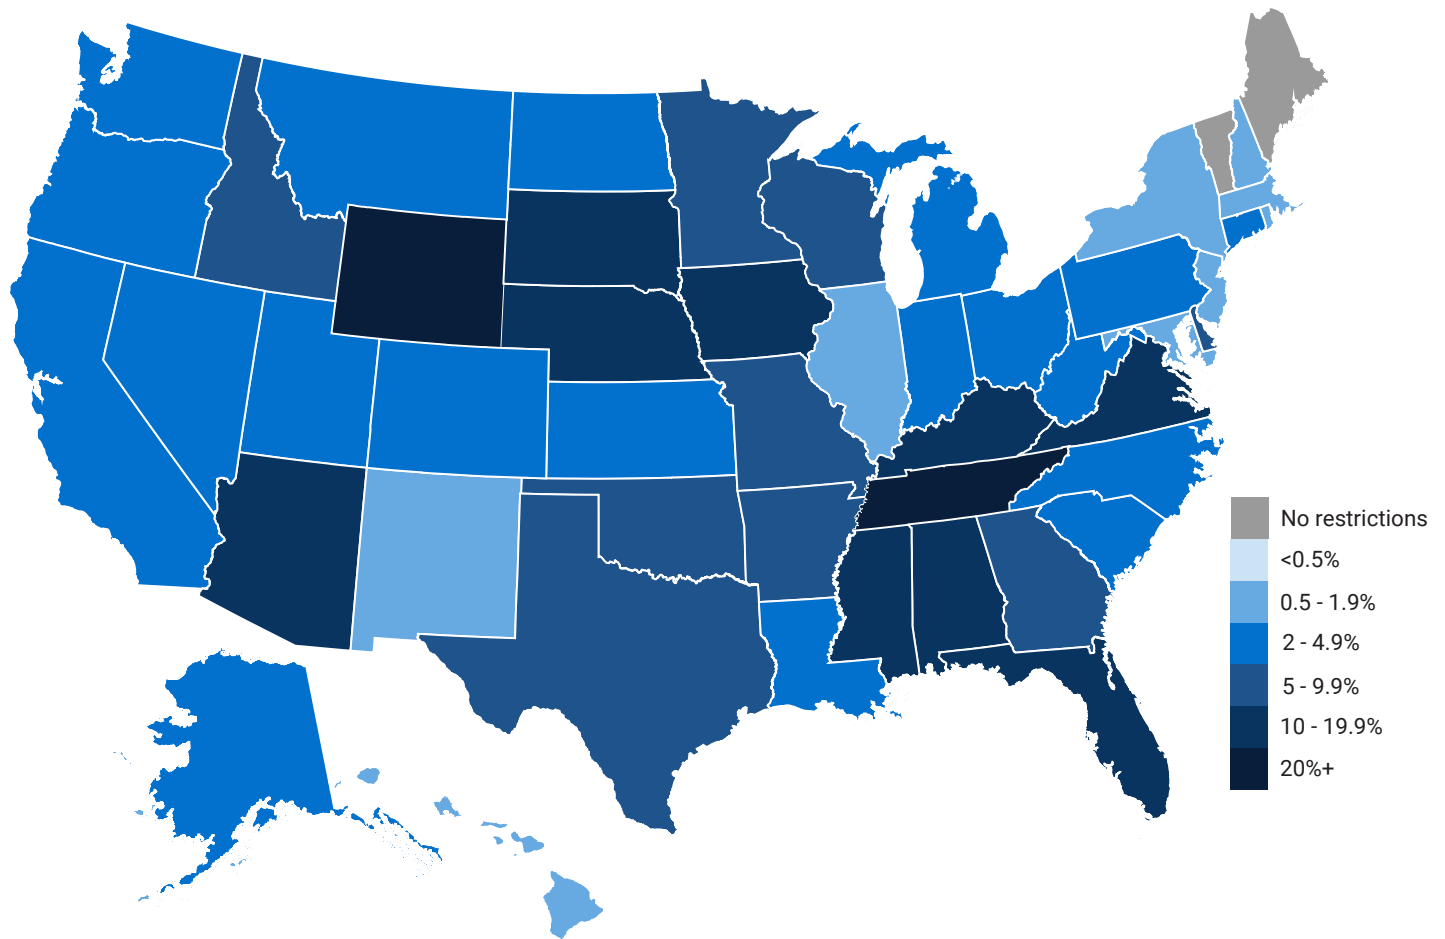 No restrictions
<0.5%
0.5 - 1.9%
2 - 4.9%
5 - 9.9%
10 - 19.9%
20%+